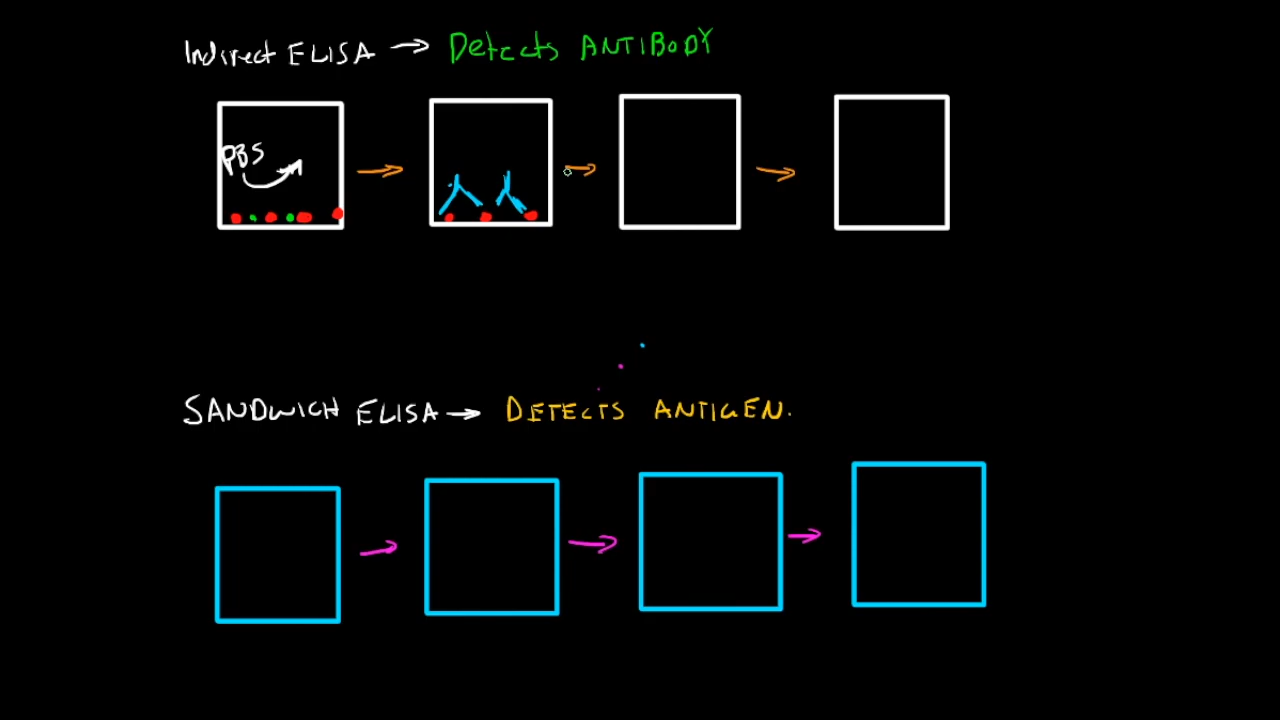 Indirect ELISA → Detects ANTIBODY
PBS
SANDWICH ELISA → DETECTS ANTIGEN.